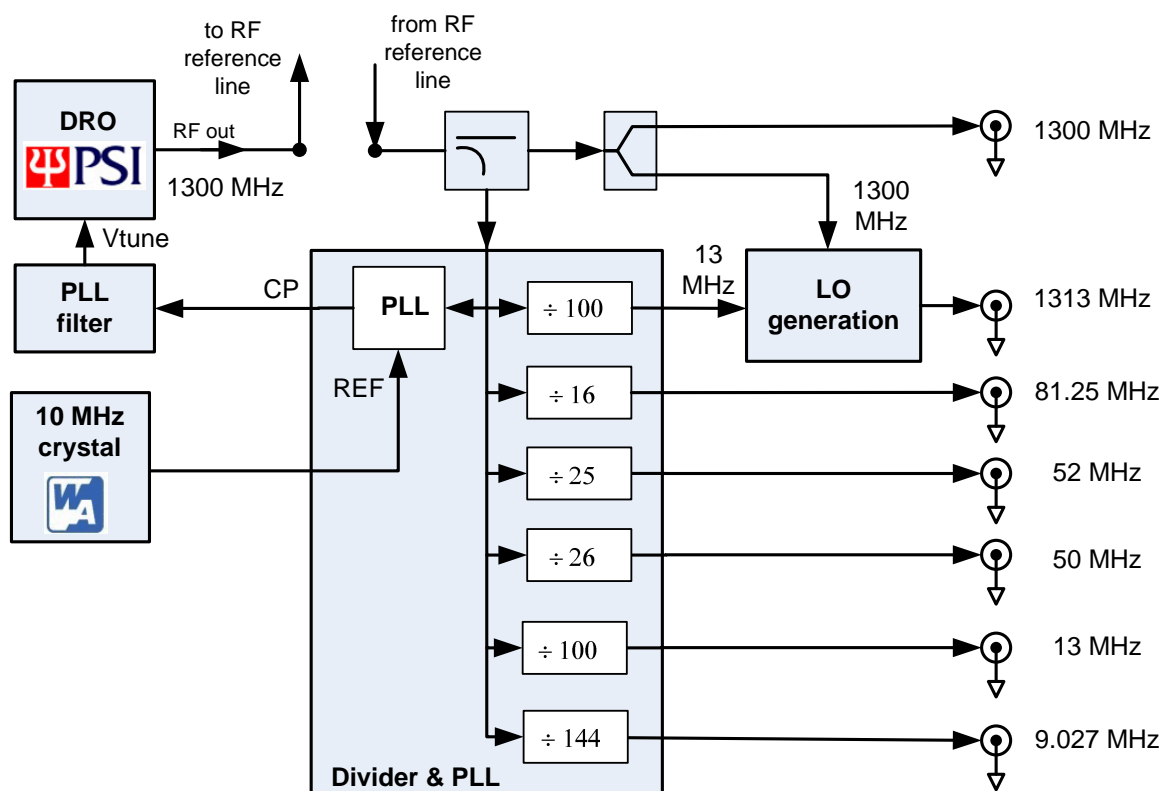 to RF
reference
line
from RF
reference
line
DRO
ΨPSI
RF out
1300 MHz
1300 MHz
1300
MHz
Vtune
PLL
filter
CP
PLL
REF
÷ 100
13
MHz
LO
generation
1313 MHz
10 MHz
crystal
WA
÷ 16
81.25 MHz
÷ 25
52 MHz
÷ 26
50 MHz
÷ 100
13 MHz
÷ 144
9.027 MHz
Divider & PLL